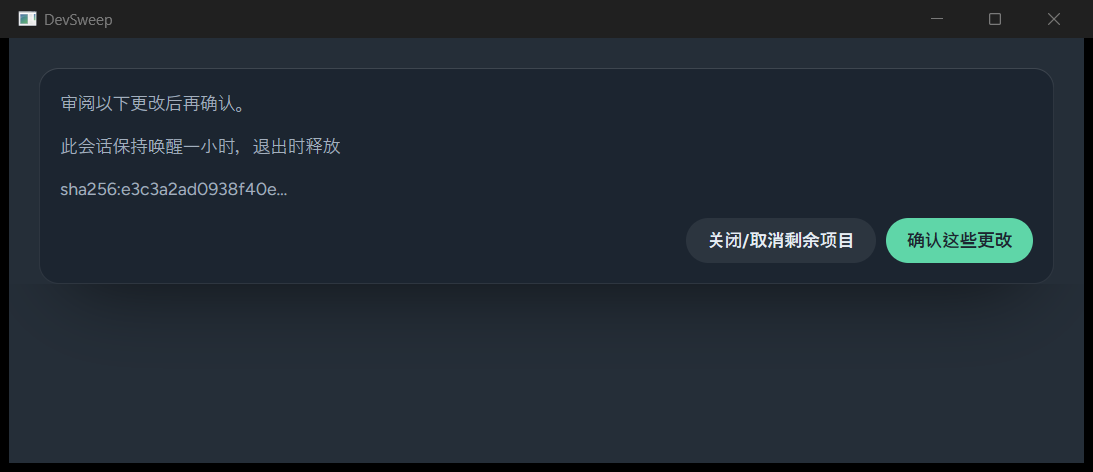 DevSweep
审阅以下更改后再确认。
此会话保持唤醒一小时，退出时释放
sha256:e3c3a2ad0938f40e...
关闭/取消剩余项目
确认这些更改